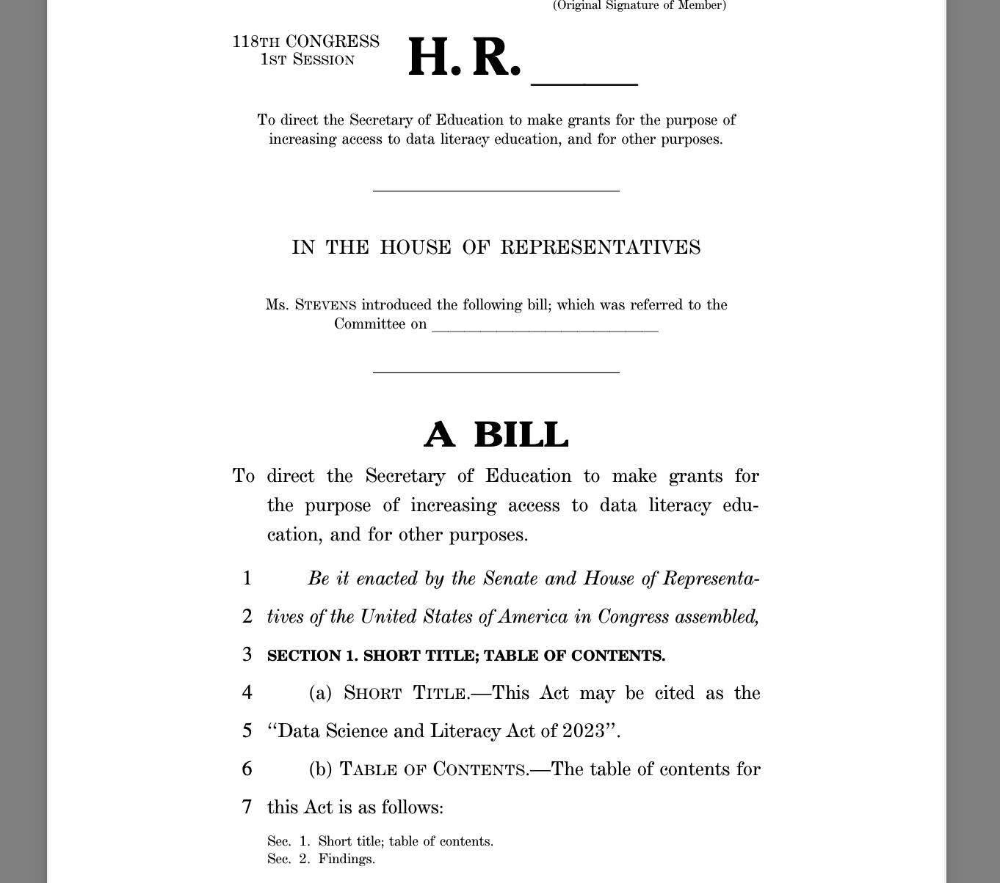 (Original Signature of Member)
118TH CONGRESS
1ST SESSION
H. R. ______
To direct the Secretary of Education to make grants for the purpose of
increasing access to data literacy education, and for other purposes.
IN THE HOUSE OF REPRESENTATIVES
Ms. STEVENS introduced the following bill; which was referred to the
Committee on ______________
A BILL
To direct the Secretary of Education to make grants for
the purpose of increasing access to data literacy edu-
cation, and for other purposes.
1 Be it enacted by the Senate and House of Representa-
2 tives of the United States of America in Congress assembled,
3 SECTION 1. SHORT TITLE; TABLE OF CONTENTS.
4 (a) SHORT TITLE.—This Act may be cited as the
5 ‘‘Data Science and Literacy Act of 2023’’.
6 (b) TABLE OF CONTENTS.—The table of contents for
7 this Act is as follows:
Sec. 1. Short title; table of contents.
Sec. 2. Findings.